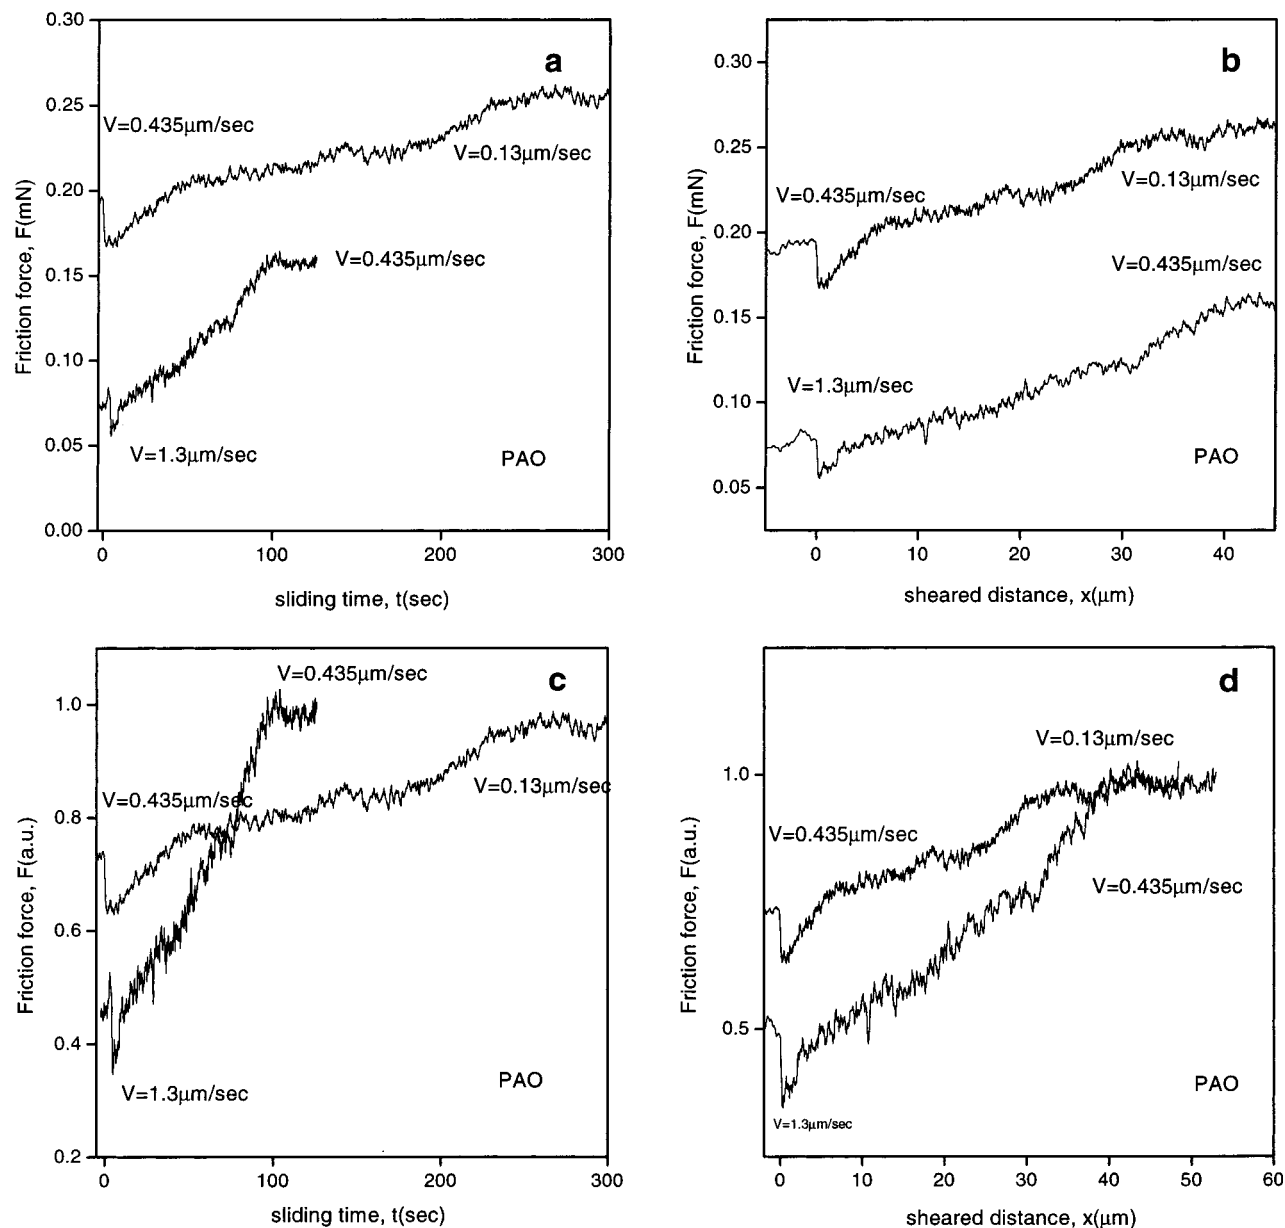 a
0.30
0.25
0.20
0.15
0.10
0.05
0.00
Friction force, F(mN)
V=0.435μm/sec
V=0.13μm/sec
V=0.435μm/sec
V=1.3μm/sec
PAO
0 100 200 300
sliding time, t(sec)
b
0.30
0.25
0.20
0.15
0.10
0.05
Friction force, F(mN)
V=0.435μm/sec
V=0.13μm/sec
V=0.435μm/sec
V=1.3μm/sec
PAO
0 10 20 30 40
sheared distance, x(μm)
c
1.0
0.8
0.6
0.4
0.2
Friction force, F(a.u.)
V=0.435μm/sec
V=0.13μm/sec
V=0.435μm/sec
V=1.3μm/sec
PAO
0 100 200 300
sliding time, t(sec)
d
1.0
0.5
Friction force, F(a.u.)
V=0.13μm/sec
V=0.435μm/sec
V=0.435μm/sec
PAO
V=1.3μm/sec
0 10 20 30 40 50 60
sheared distance, x(μm)